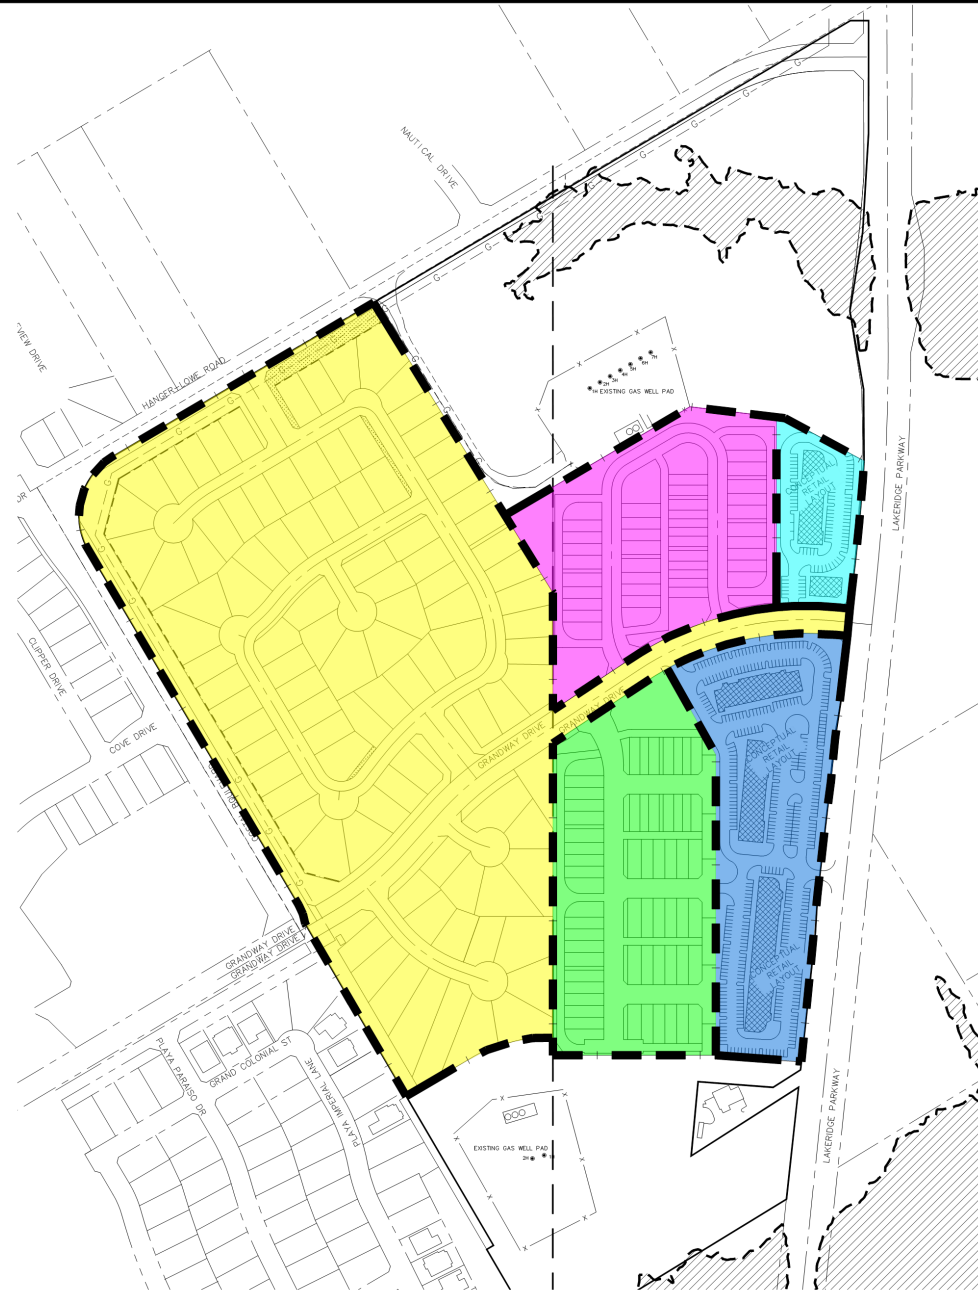 NAUTICAL DRIVE
VIEW DRIVE
HANGER-LOWE ROAD
EXISTING GAS WELL PAD
LAKERIDGE PARKWAY
CONCEPTUAL
RETAIL
LAYOUT
DR
CLIPPER DRIVE
COVE DRIVE
GRANDWAY DRIVE
GRANDWAY DRIVE
CONCEPTUAL
RETAIL
LAYOUT
GRANDWAY DRIVE
GRANDWAY DRIVE
CONCEPTUAL
RETAIL
LAYOUT
PLAYA PARAISO DR
GRAND COLONIAL ST
PLAYA IMPERIAL LANE
EXISTING GAS WELL PAD
LAKERIDGE PARKWAY